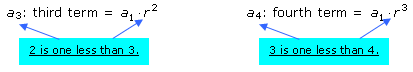 a₃: third term = a₁·r²
2 is one less than 3.
a₄: fourth term = a₁·r³
3 is one less than 4.